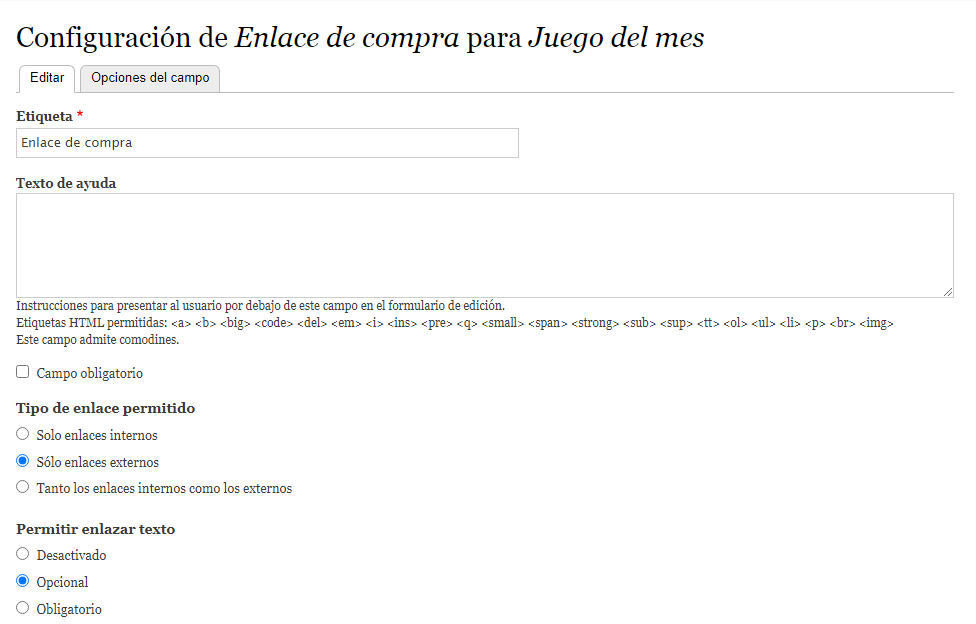 Configuración de Enlace de compra para Juego del mes
Editar
Opciones del campo
Etiqueta *
Enlace de compra
Texto de ayuda
Instrucciones para presentar al usuario por debajo de este campo en el formulario de edición.
Etiquetas HTML permitidas: <a> <b> <big> <code> <del> <em> <i> <ins> <pre> <q> <small> <span> <strong> <sub> <sup> <tt> <ol> <ul> <li> <p> <br> <img>
Este campo admite comodines.
Campo obligatorio
Tipo de enlace permitido
Solo enlaces internos
Sólo enlaces externos
Tanto los enlaces internos como los externos
Permitir enlazar texto
Desactivado
Opcional
Obligatorio